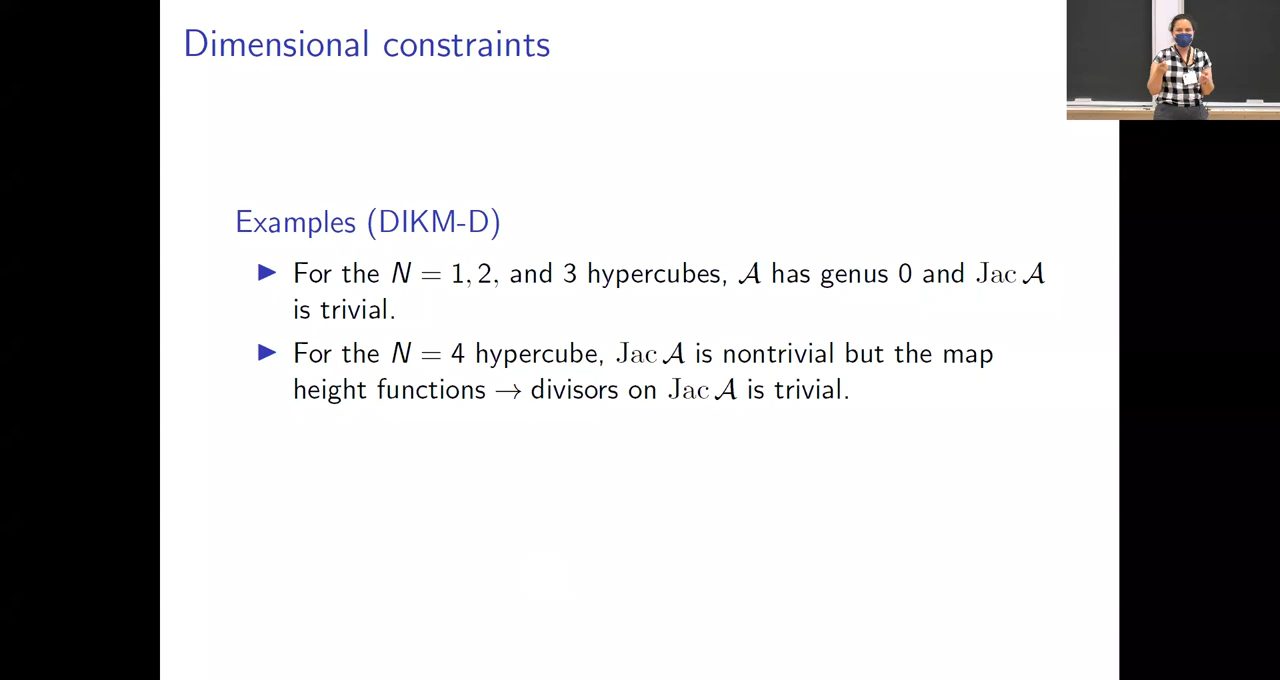 Dimensional constraints
Examples (DIKM-D)
▶ For the N = 1, 2, and 3 hypercubes, 𝒜 has genus 0 and Jac 𝒜
is trivial.
▶ For the N = 4 hypercube, Jac 𝒜 is nontrivial but the map
height functions → divisors on Jac 𝒜 is trivial.